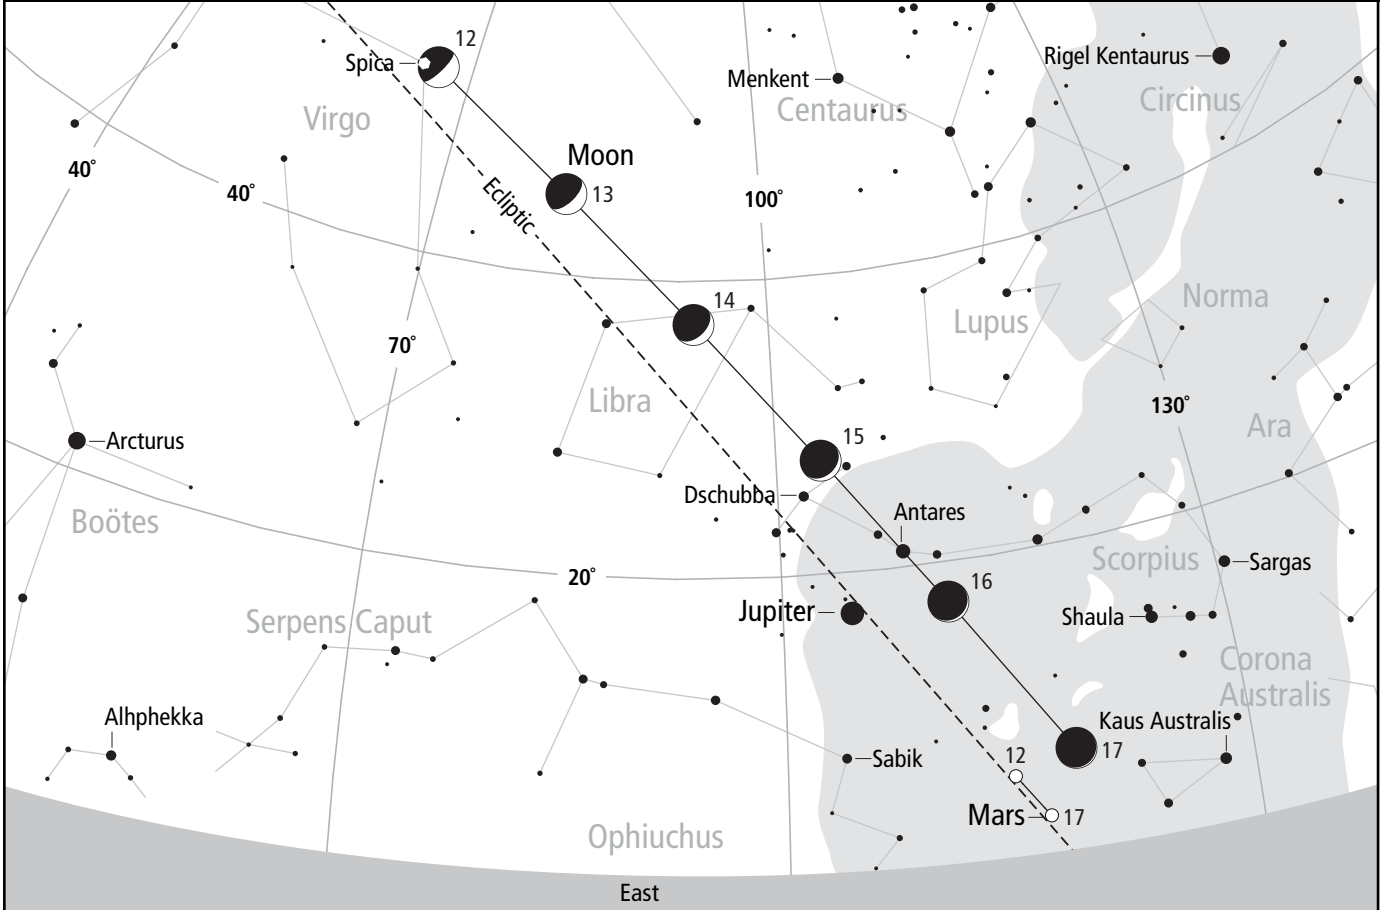 12
Spica
Rigel Kentaurus
Menkent
Centaurus
Circinus
Virgo
Moon
40°
40°
13
100°
Ecliptic
14
Norma
Lupus
70°
Libra
130°
Ara
15
Arcturus
Dschubba
Antares
Boötes
Scorpius
Sargas
20°
16
Jupiter
Shaula
Serpens Caput
Corona
Australis
Alhphekka
Kaus Australis
17
12
Sabik
Mars
17
Ophiuchus
East